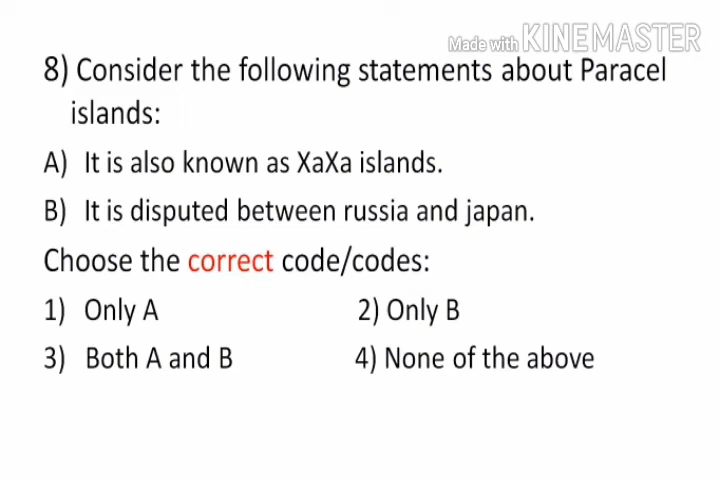 Made with KINEMASTER
8) Consider the following statements about Paracel
islands:
A) It is also known as XaXa islands.
B) It is disputed between russia and japan.
Choose the correct code/codes:
1) Only A 2) Only B
3) Both A and B 4) None of the above